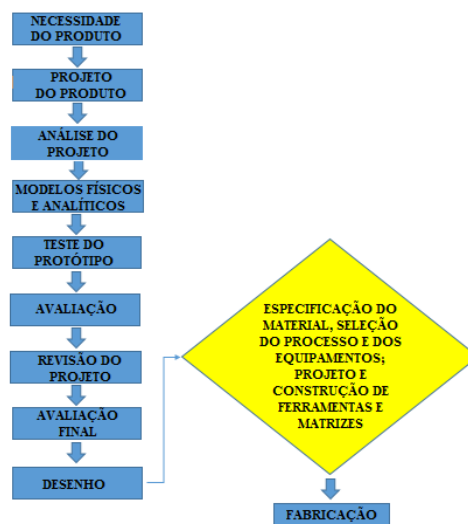 NECESSIDADE
DO PRODUTO
PROJETO
DO PRODUTO
ANÁLISE DO
PROJETO
MODELOS FÍSICOS
E ANALÍTICOS
TESTE DO
PROTÓTIPO
AVALIAÇÃO
REVISÃO DO
PROJETO
AVALIAÇÃO
FINAL
DESENHO
ESPECIFICAÇÃO DO
MATERIAL, SELEÇÃO
DO PROCESSO E DOS
EQUIPAMENTOS;
PROJETO E
CONSTRUÇÃO DE
FERRAMENTAS E
MATRIZES
FABRICAÇÃO